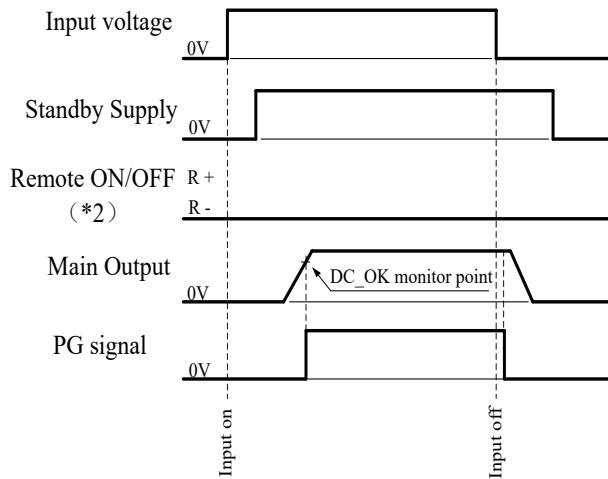 Input voltage
0V
Standby Supply
0V
Remote ON/OFF
（*2）
R +
R -
Main Output
DC_OK monitor point
0V
PG signal
0V
Input on
Input off